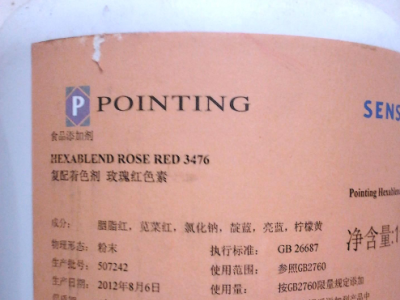 P POINTING
SENS
食品添加剂
HEXABLEND ROSE RED 3476
复配着色剂 玫瑰红色素
Pointing Hexablen
成分: 胭脂红, 苋菜红, 氯化钠, 靛蓝, 亮蓝, 柠檬黄
净含量:1
物理形态: 粉末 执行标准: GB 26687
生产批号: 507242 使用范围: 参照GB2760
生产日期: 2012年8月6日 使用量: 按GB2760限量规定添加